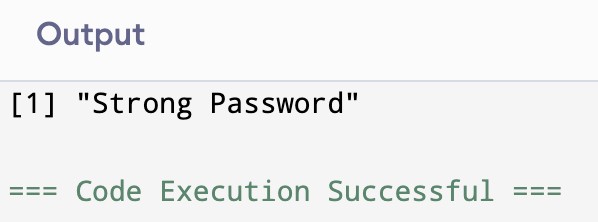 Output
[1] "Strong Password"
=== Code Execution Successful ===